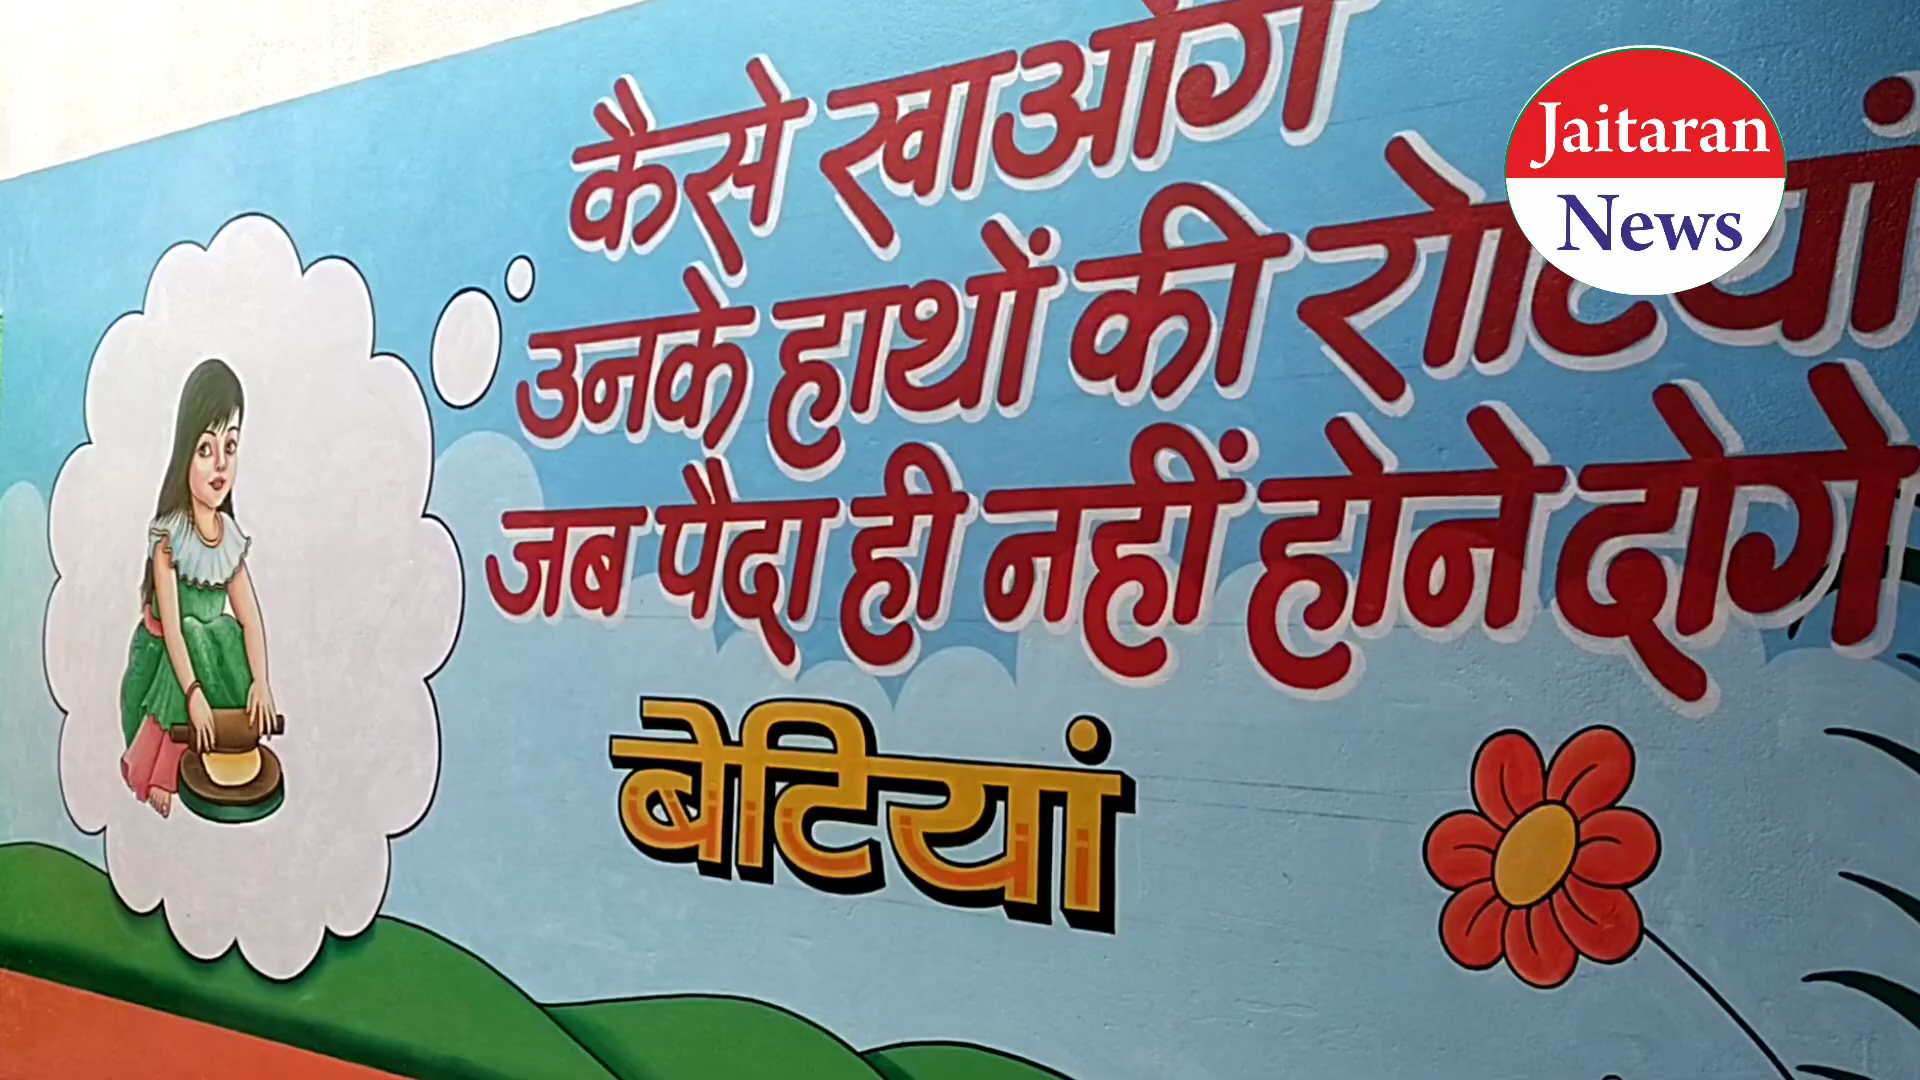 कैसे खाओगे
उनके हाथों की रोटियां
जब पैदा ही नहीं होने दोगे
बेटियां
Jaitaran
News